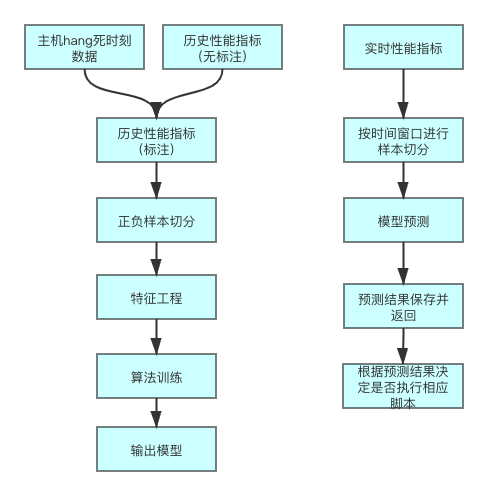 主机hang死时刻
数据
历史性能指标
(无标注)
历史性能指标
(标注)
正负样本切分
特征工程
算法训练
输出模型
实时性能指标
按时间窗口进行
样本切分
模型预测
预测结果保存并
返回
根据预测结果决
定是否执行相应
脚本